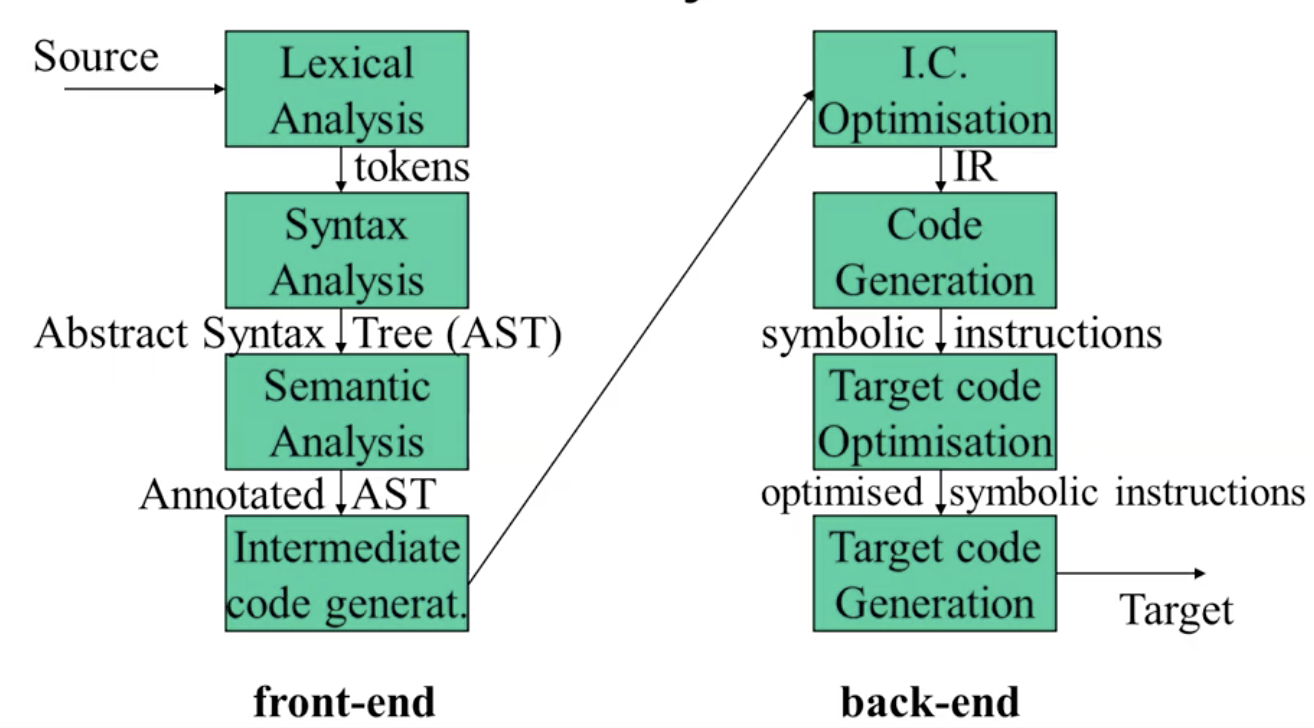 Source
Lexical
Analysis
tokens
Syntax
Analysis
Abstract Syntax Tree (AST)
Semantic
Analysis
Annotated AST
Intermediate
code generat.
front-end
I.C.
Optimisation
IR
Code
Generation
symbolic instructions
Target code
Optimisation
optimised symbolic instructions
Target code
Generation
Target
back-end